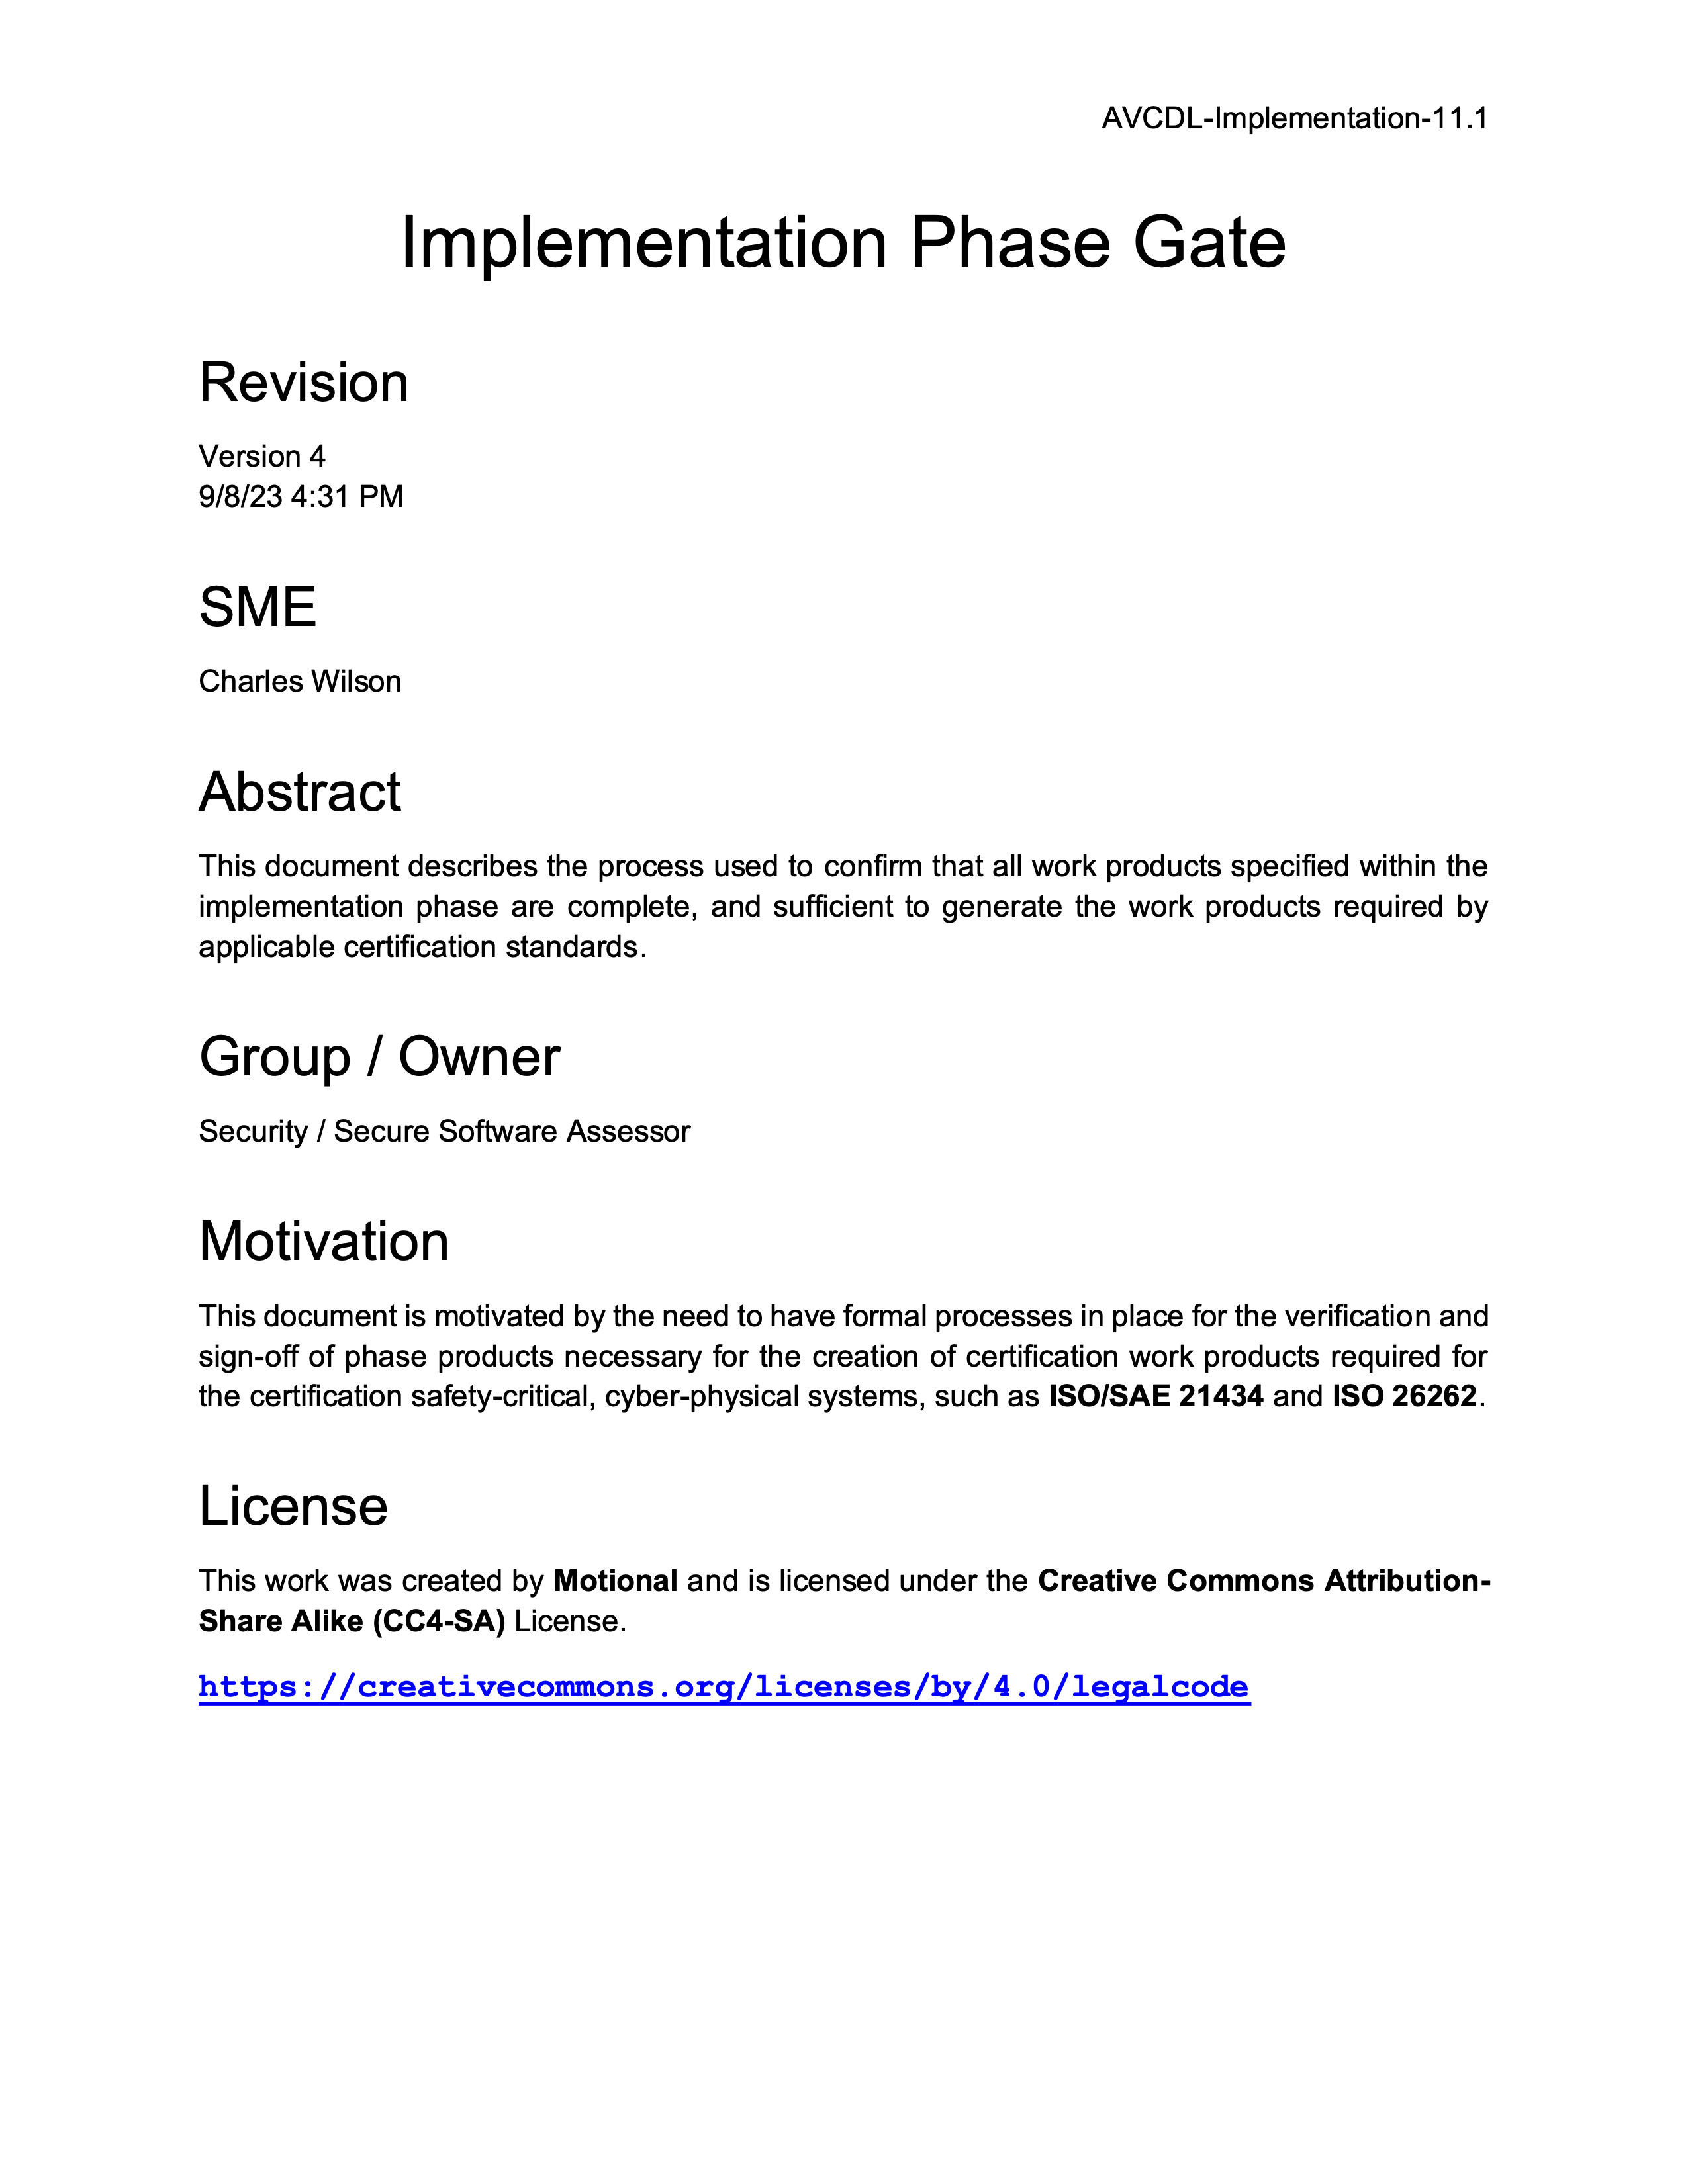 AVCDL-Implementation-11.1
Implementation Phase Gate
Revision
Version 4
9/8/23 4:31 PM
SME
Charles Wilson
Abstract
This document describes the process used to confirm that all work products specified within the
implementation phase are complete, and sufficient to generate the work products required by
applicable certification standards.
Group / Owner
Security / Secure Software Assessor
Motivation
This document is motivated by the need to have formal processes in place for the verification and
sign-off of phase products necessary for the creation of certification work products required for
the certification safety-critical, cyber-physical systems, such as ISO/SAE 21434 and ISO 26262.
License
This work was created by Motional and is licensed under the Creative Commons Attribution-
Share Alike (CC4-SA) License.
https://creativecommons.org/licenses/by/4.0/legalcode